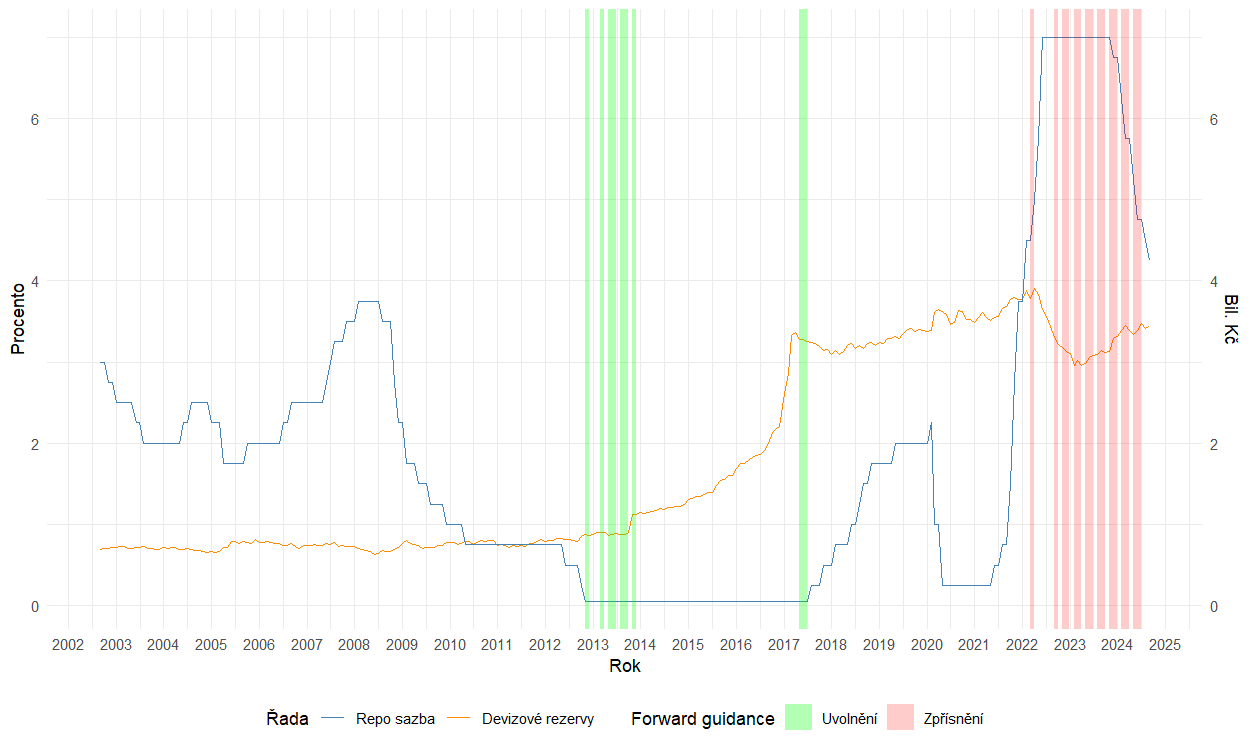 6
4
2
0
Procento
6
4
2
0
Bil. Kč
2002 2003 2004 2005 2006 2007 2008 2009 2010 2011 2012 2013 2014 2015 2016 2017 2018 2019 2020 2021 2022 2023 2024 2025
Rok
Řada Repo sazba Devizové rezervy Forward guidance Uvolnění Zpřísnění